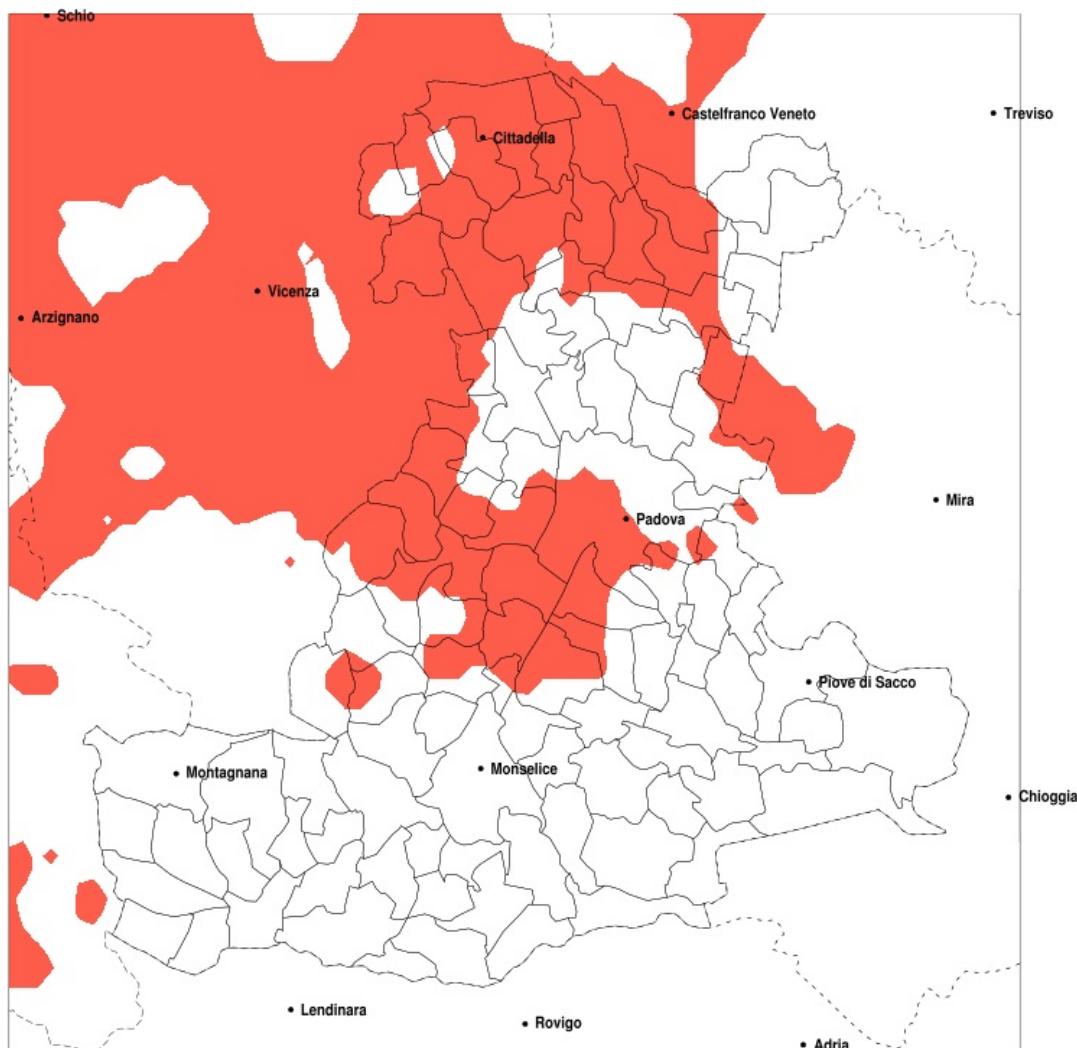 Schio
Castelfranco Veneto
Treviso
Cittadella
Vicenza
Arzignano
Mira
Padova
Piove di Sacco
Monselice
Montagnana
Chioggia
Lendinara
Rovigo
Adria